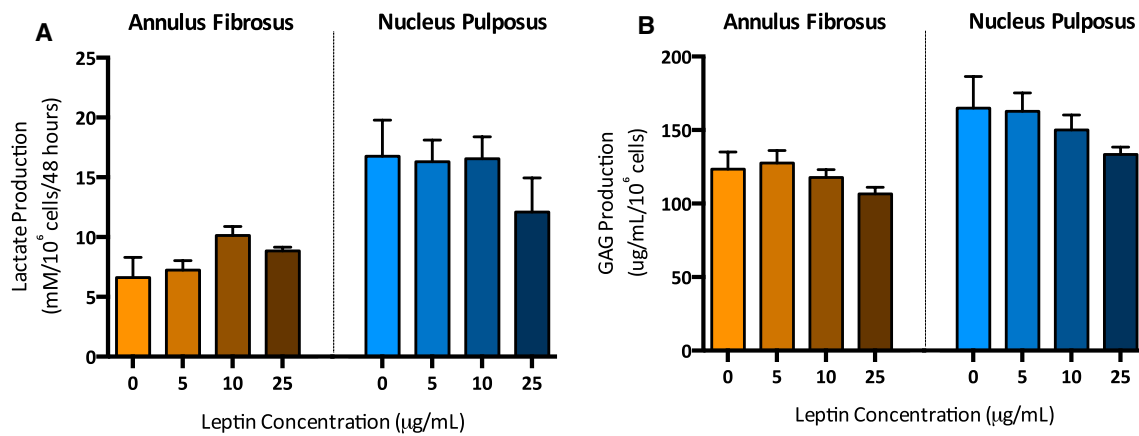 A
Annulus Fibrosus
Nucleus Pulposus
Lactate Production
(mM/10⁶ cells/48 hours)
25
20
15
10
5
0
0 5 10 25 0 5 10 25
Leptin Concentration (μg/mL)
B
Annulus Fibrosus
Nucleus Pulposus
GAG Production
(ug/mL/10⁶ cells)
200
150
100
50
0
0 5 10 25 0 5 10 25
Leptin Concentration (μg/mL)